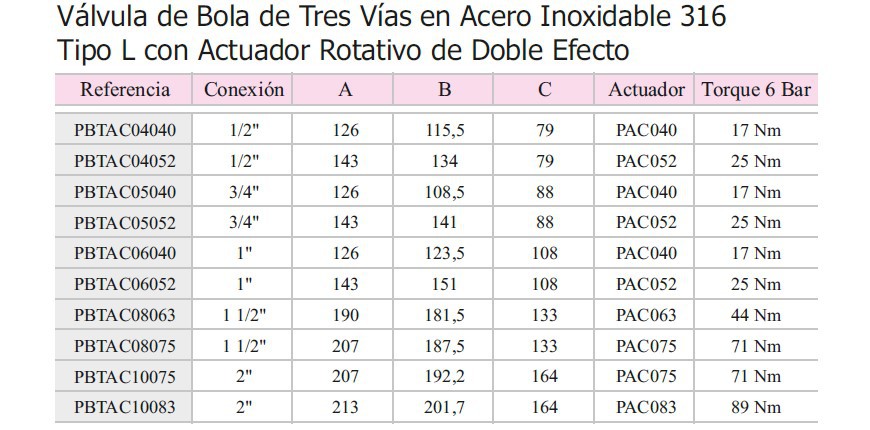 Válvula de Bola de Tres Vías en Acero Inoxidable 316
Tipo L con Actuador Rotativo de Doble Efecto
Referencia Conexión A B C Actuador Torque 6 Bar
PBTAC04040 1/2" 126 115,5 79 PAC040 17 Nm
PBTAC04052 1/2" 143 134 79 PAC052 25 Nm
PBTAC05040 3/4" 126 108,5 88 PAC040 17 Nm
PBTAC05052 3/4" 143 141 88 PAC052 25 Nm
PBTAC06040 1" 126 123,5 108 PAC040 17 Nm
PBTAC06052 1" 143 151 108 PAC052 25 Nm
PBTAC08063 1 1/2" 190 181,5 133 PAC063 44 Nm
PBTAC08075 1 1/2" 207 187,5 133 PAC075 71 Nm
PBTAC10075 2" 207 192,2 164 PAC075 71 Nm
PBTAC10083 2" 213 201,7 164 PAC083 89 Nm